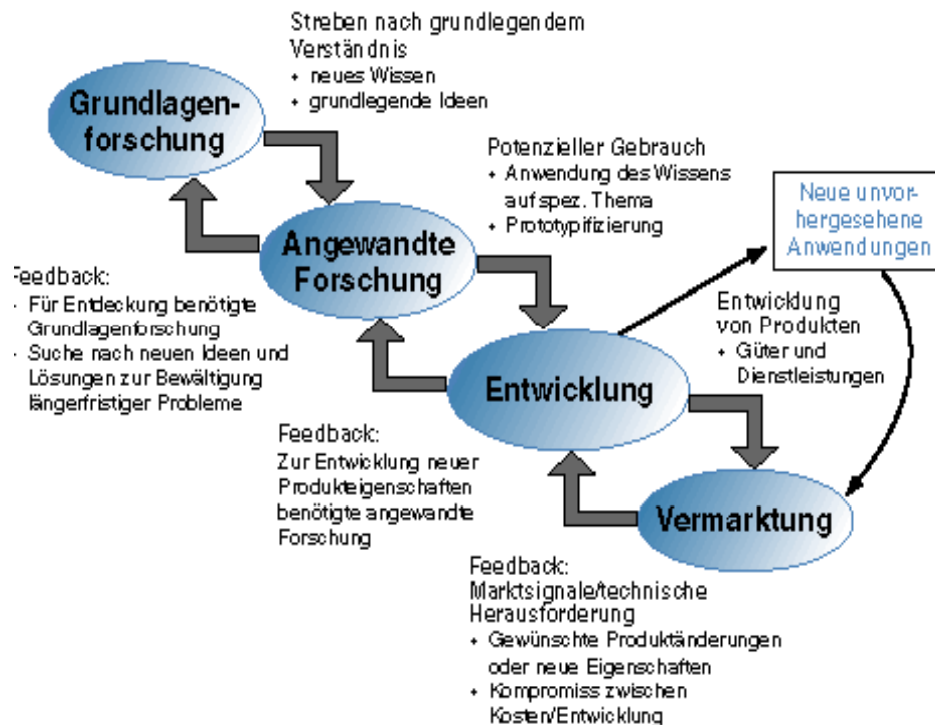 Streben nach grundlegendem
Verständnis
• neues Wissen
• grundlegende Ideen
Grundlagen-
forschung
Potenzieller Gebrauch
• Anwendung des Wissens
auf spez. Thema
• Prototypifizierung
Neue unvor-
hergesehene
Anwendungen
Angewandte
Forschung
Feedback:
· Für Entdeckung benötigte
Grundlagenforschung
· Suche nach neuen Ideen und
Lösungen zur Bewältigung
längerfristiger Probleme
Entwicklung
von Produkten
• Güter und
Dienstleistungen
Entwicklung
Feedback:
Zur Entwicklung neuer
Produkteigenschaften
benötigte angewandte
Forschung
Vermarktung
Feedback:
Marktsignale/technische
Herausforderung
• Gewünschte Produktänderungen
oder neue Eigenschaften
• Kompromiss zwischen
Kosten/Entwicklung